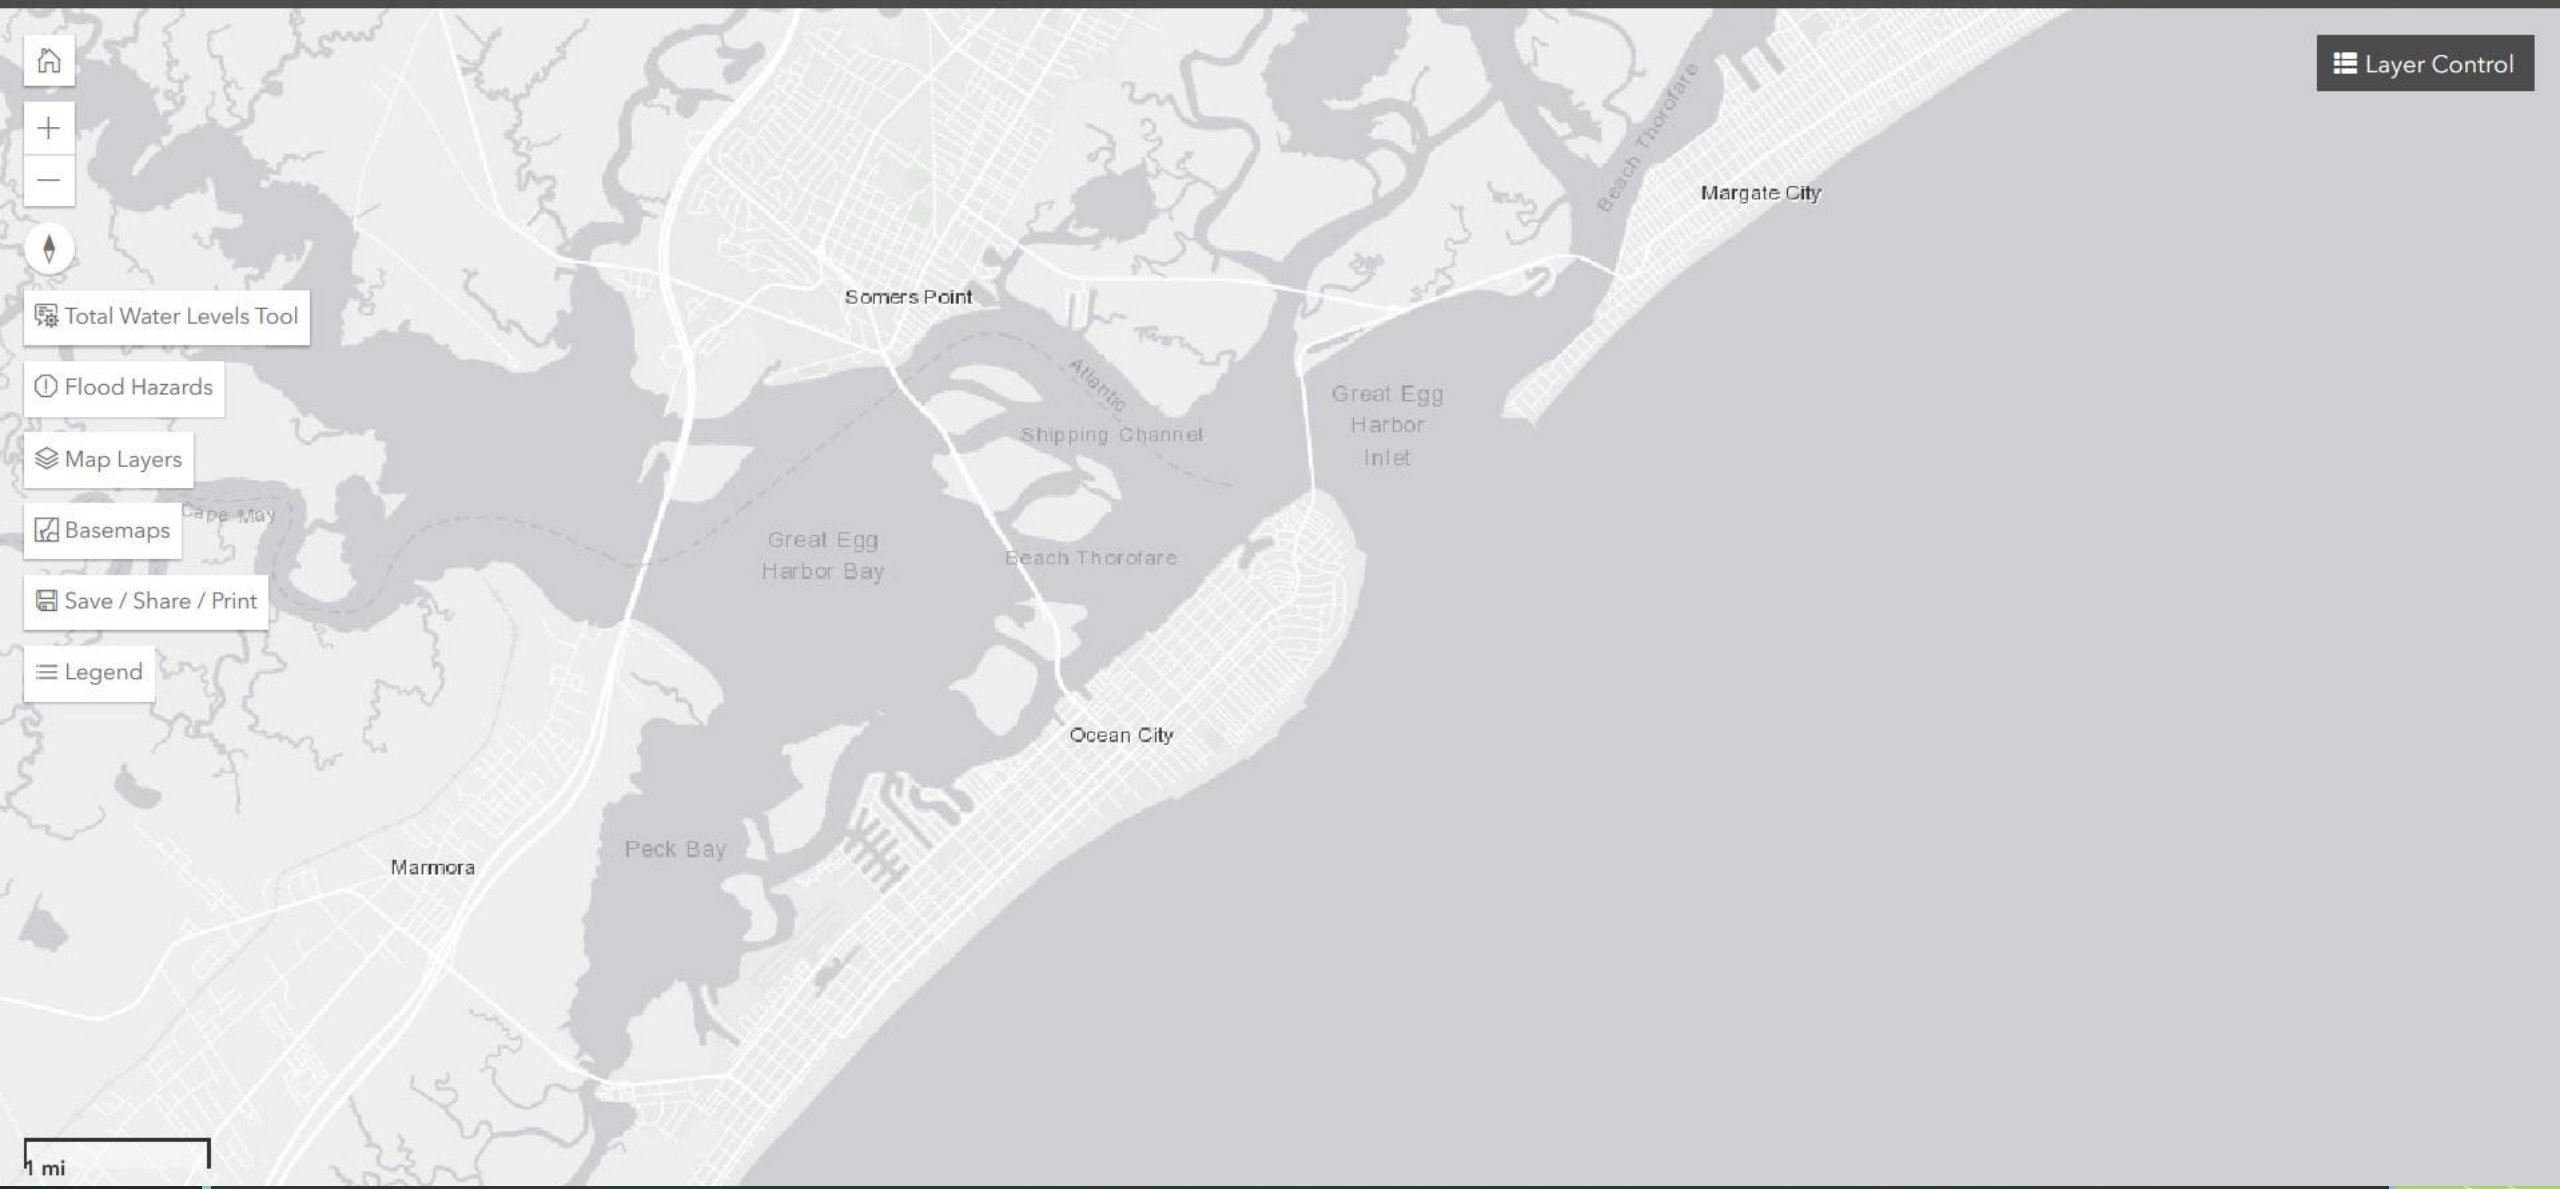 Layer Control
Beach Thorofare
Margate City
Somers Point
Total Water Levels Tool
Flood Hazards
Atlantic
Great Egg
Harbor
Inlet
Shipping Channel
Map Layers
Cape May
Basemaps
Great Egg
Harbor Bay
Beach Thorofare
Save / Share / Print
Legend
Ocean City
Peck Bay
Marmora
1 mi